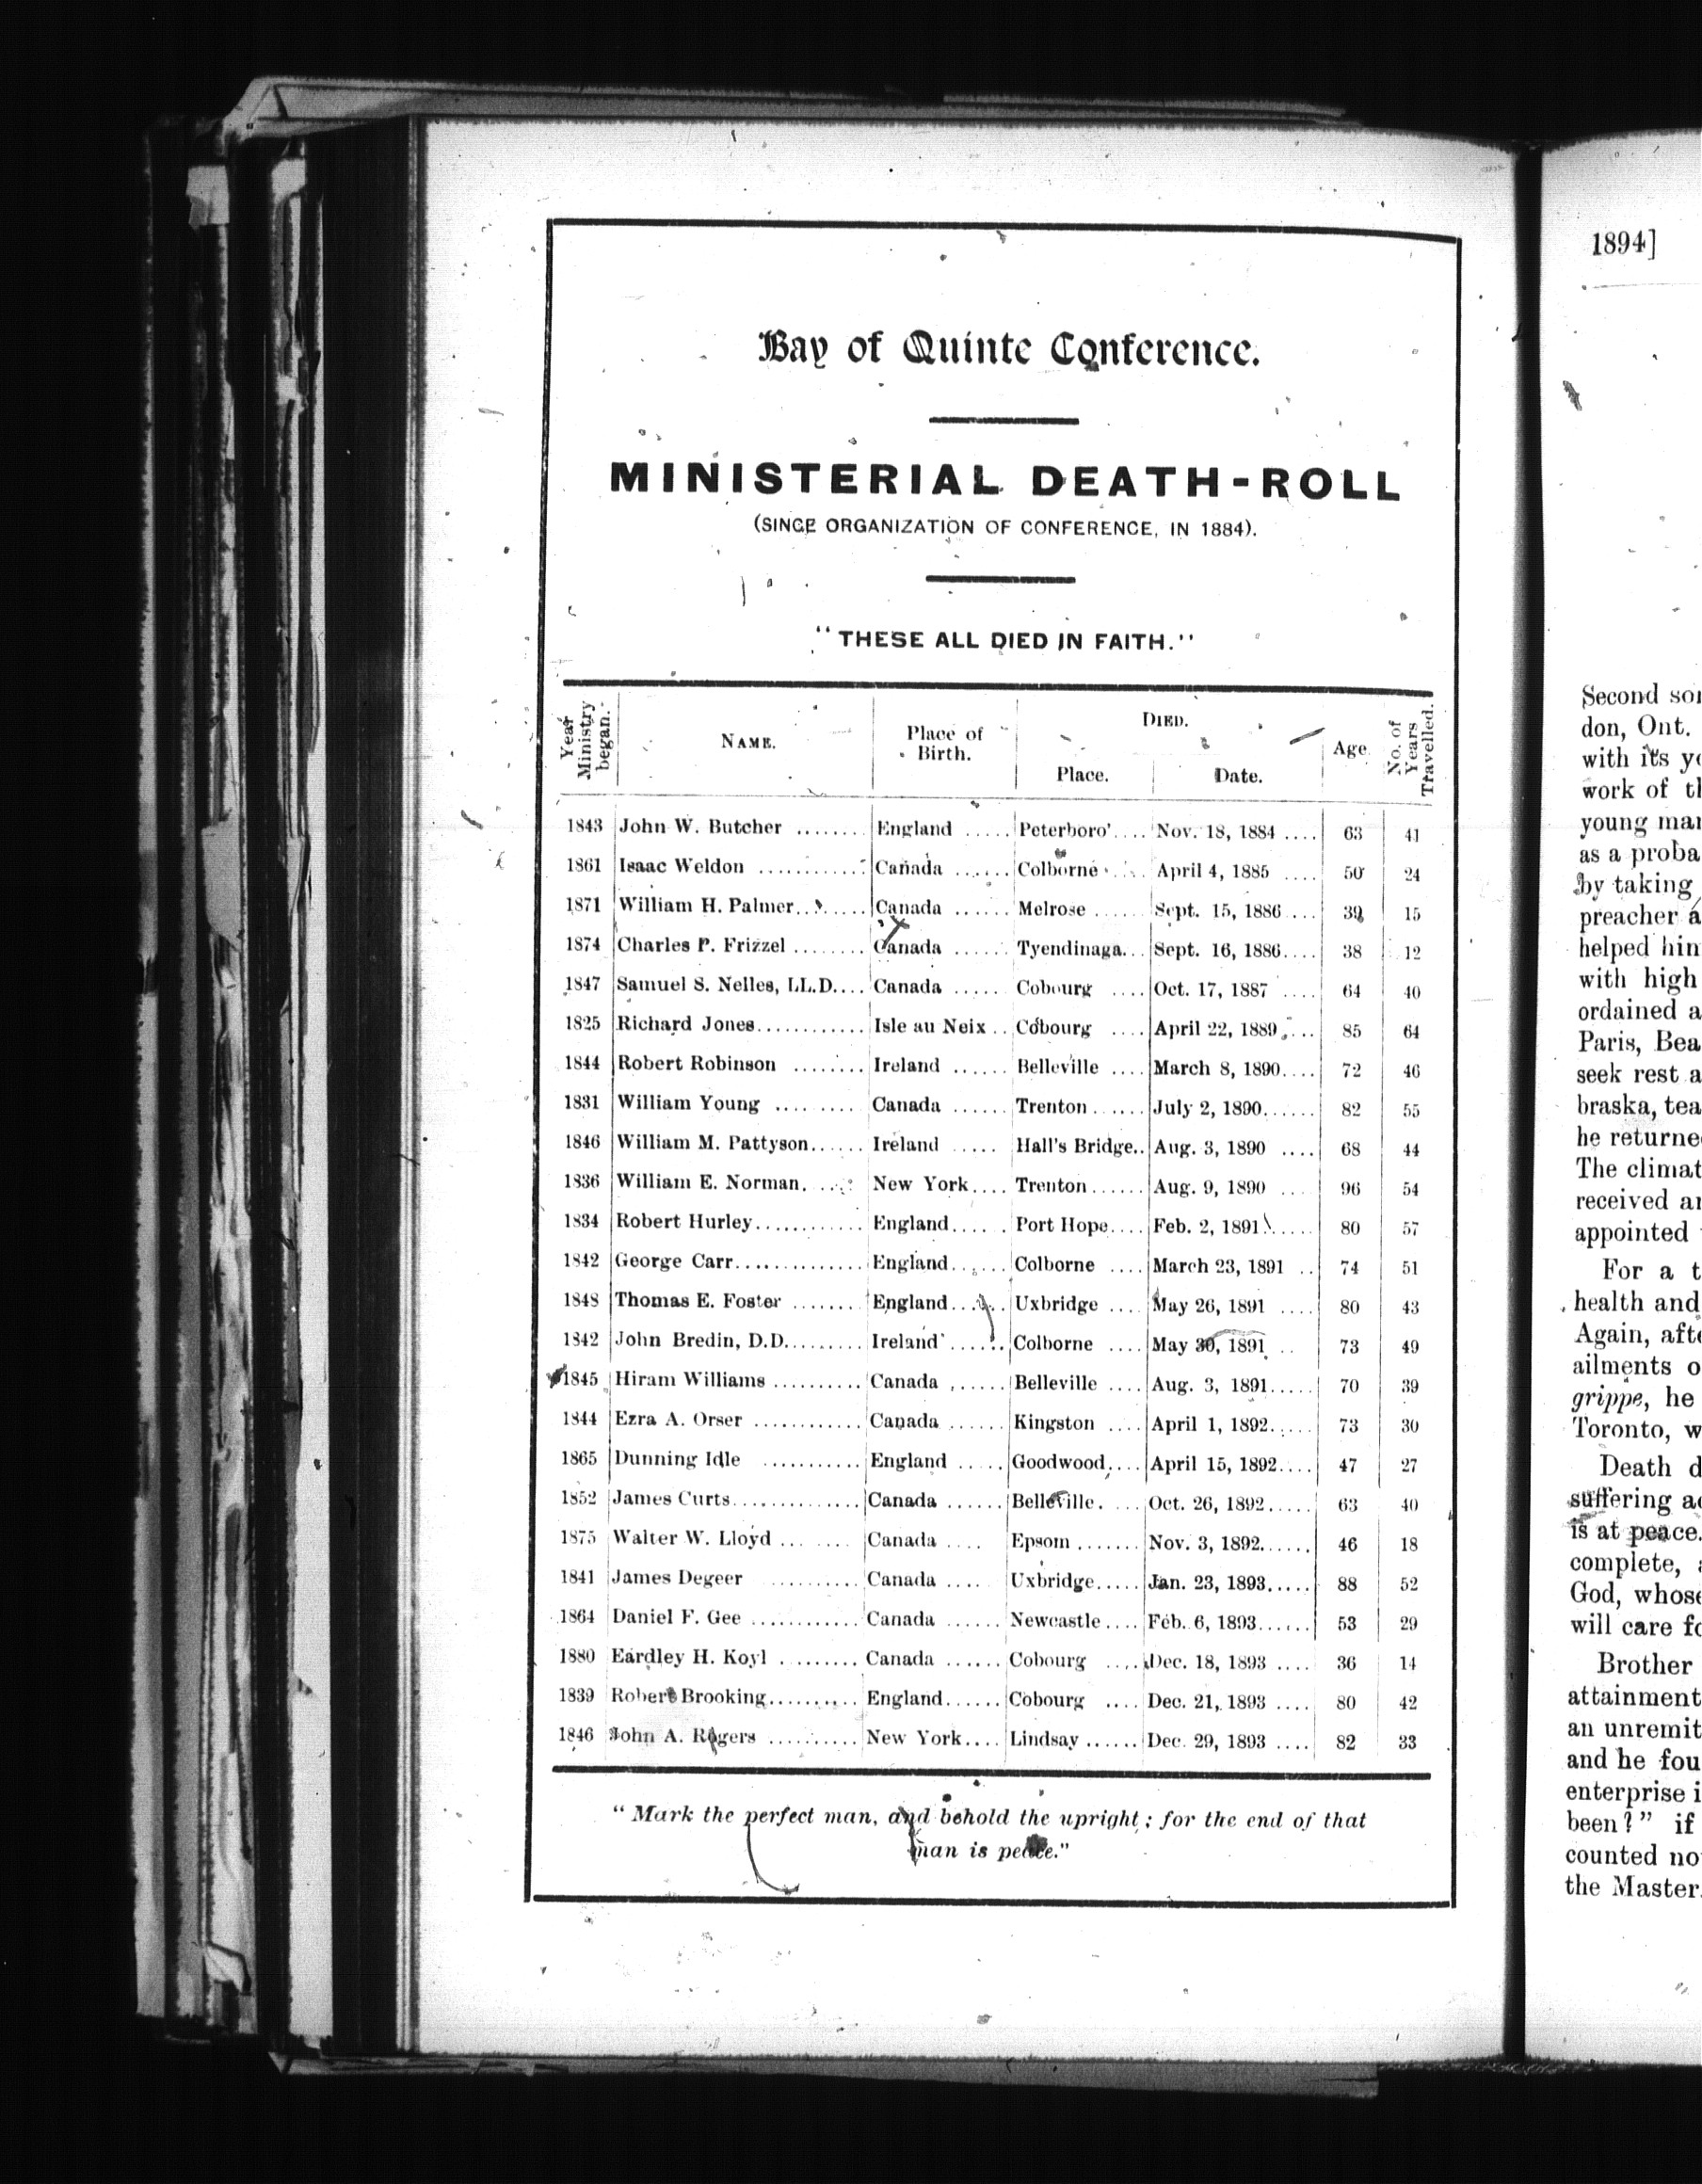 Bay of Quinte Conference.
MINISTERIAL DEATH-ROLL
(SINCE ORGANIZATION OF CONFERENCE, IN 1884).
"THESE ALL DIED IN FAITH."
Year Ministry began. Name. Place of Birth. Died. Place. Date. Age No. of Years Travelled.
1843 John W. Butcher ........ England ..... Peterboro'.... Nov. 18, 1884 .... 63 41
1861 Isaac Weldon ........... Canada ...... Colborne .... April 4, 1885 .... 50 24
1871 William H. Palmer........ Canada ...... Melrose ...... Sept. 15, 1886.... 39 15
1874 Charles P. Frizzel ........ Canada ...... Tyendinaga... Sept. 16, 1886.... 38 12
1847 Samuel S. Nelles, LL.D.... Canada ...... Cobourg .... Oct. 17, 1887 .... 64 40
1825 Richard Jones............ Isle au Neix .. Cobourg .... April 22, 1889.... 85 64
1844 Robert Robinson ........ Ireland ...... Belleville .... March 8, 1890.... 72 46
1831 William Young ......... Canada ...... Trenton...... July 2, 1890...... 82 55
1846 William M. Pattyson...... Ireland ..... Hall's Bridge.. Aug. 3, 1890 .... 68 44
1836 William E. Norman. .... New York.... Trenton...... Aug. 9, 1890 .... 96 54
1834 Robert Hurley............ England...... Port Hope.... Feb. 2, 1891...... 80 57
1842 George Carr.............. England...... Colborne .... March 23, 1891 .. 74 51
1848 Thomas E. Foster ....... England...... Uxbridge .... May 26, 1891 .... 80 43
1842 John Bredin, D.D......... Ireland ...... Colborne .... May 30, 1891 .. 73 49
1845 Hiram Williams .......... Canada ...... Belleville .... Aug. 3, 1891..... 70 39
1844 Ezra A. Orser ............ Canada ...... Kingston .... April 1, 1892..... 73 30
1865 Dunning Idle ........... England ..... Goodwood.... April 15, 1892.... 47 27
1852 James Curts.............. Canada ...... Belleville. ... Oct. 26, 1892..... 63 40
1875 Walter W. Lloyd ........ Canada .... Epsom ....... Nov. 3, 1892...... 46 18
1841 James Degeer .......... Canada .... Uxbridge..... Jan. 23, 1893..... 88 52
1864 Daniel F. Gee ............ Canada ...... Newcastle.... Feb. 6, 1893...... 53 29
1880 Eardley H. Koyl ......... Canada ...... Cobourg .... Dec. 18, 1893 .... 36 14
1839 Robert Brooking.......... England...... Cobourg .... Dec. 21, 1893 .... 80 42
1846 John A. Rogers .......... New York.... Lindsay ...... Dec. 29, 1893 .... 82 33
"Mark the perfect man, and behold the upright; for the end of that
man is peace."
1894]
Second
don, Ont.
with its
work of
young
as a
by taking
preacher
helped
with high
ordained
Paris,
seek rest
braska,
he
The
received
appointed
For a
health and
Again,
ailments
grippe, he
Toronto,
Death
suffering
is at peace.
complete,
God, whose
will care
Brother
attainment
an
and he
enterprise
been?" if
counted
the Master.